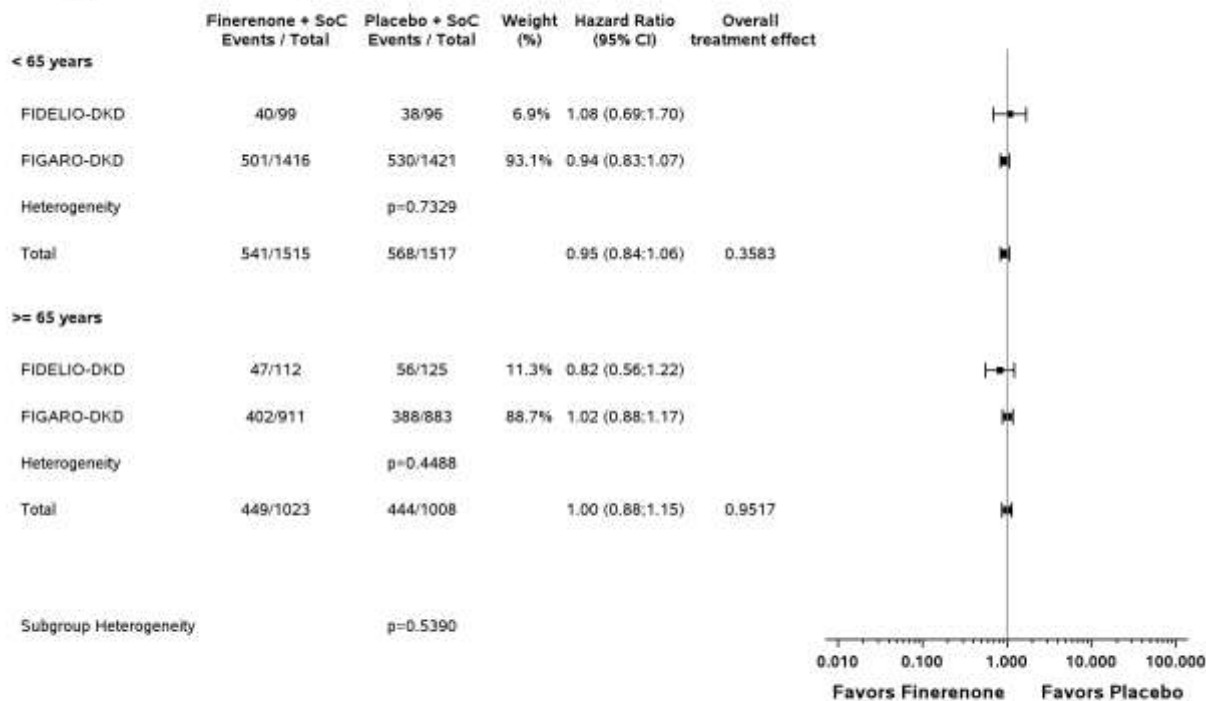 Finerenone + SoC Placebo + SoC Weight Hazard Ratio Overall
Events / Total Events / Total (%) (95% CI) treatment effect
< 65 years
FIDELIO-DKD 40/99 38/96 6.9% 1.08 (0.69;1.70)
FIGARO-DKD 501/1416 530/1421 93.1% 0.94 (0.83;1.07)
Heterogeneity p=0.7329
Total 541/1515 568/1517 0.95 (0.84;1.06) 0.3583
>= 65 years
FIDELIO-DKD 47/112 56/125 11.3% 0.82 (0.56;1.22)
FIGARO-DKD 402/911 388/883 88.7% 1.02 (0.88;1.17)
Heterogeneity p=0.4488
Total 449/1023 444/1008 1.00 (0.88;1.15) 0.9517
Subgroup Heterogeneity p=0.5390
0.010 0.100 1.000 10.000 100.000
Favors Finerenone Favors Placebo